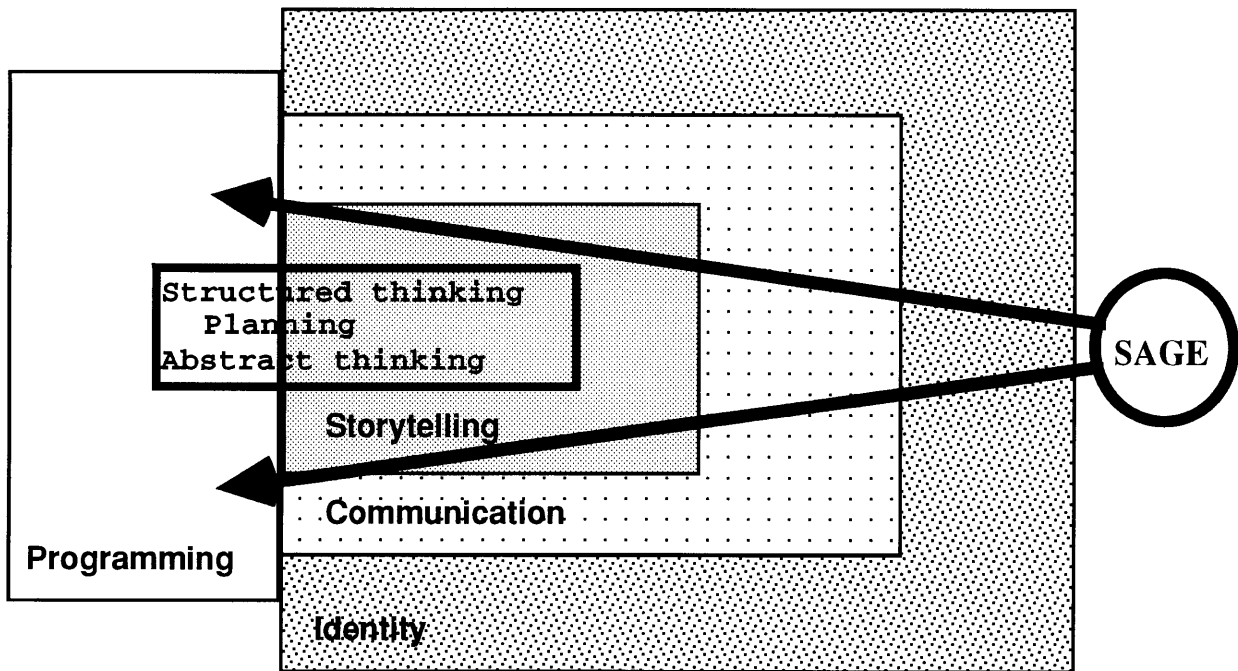 Structured thinking
Planning
Abstract thinking
SAGE
Storytelling
Communication
Programming
Identity